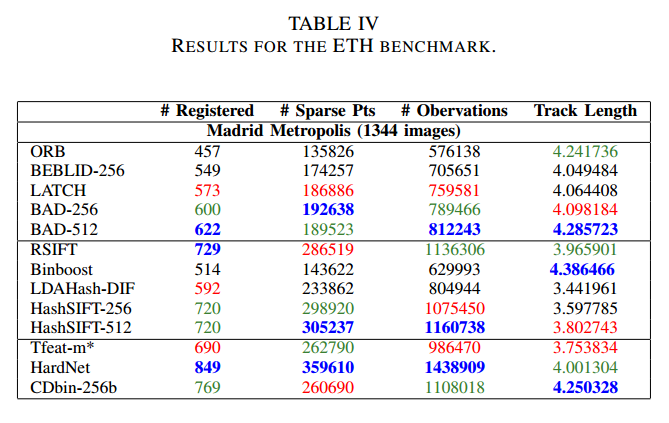 TABLE IV
RESULTS FOR THE ETH BENCHMARK.
# Registered # Sparse Pts # Obervations Track Length
Madrid Metropolis (1344 images)
ORB 457 135826 576138 4.241736
BEBLID-256 549 174257 705651 4.049484
LATCH 573 186886 759581 4.064408
BAD-256 600 192638 789466 4.098184
BAD-512 622 189523 812243 4.285723
RSIFT 729 286519 1136306 3.965901
Binboost 514 143622 629993 4.386466
LDAHash-DIF 592 233862 804944 3.441961
HashSIFT-256 720 298920 1075450 3.597785
HashSIFT-512 720 305237 1160738 3.802743
Tfeat-m* 690 262790 986470 3.753834
HardNet 849 359610 1438909 4.001304
CDbin-256b 769 260690 1108018 4.250328